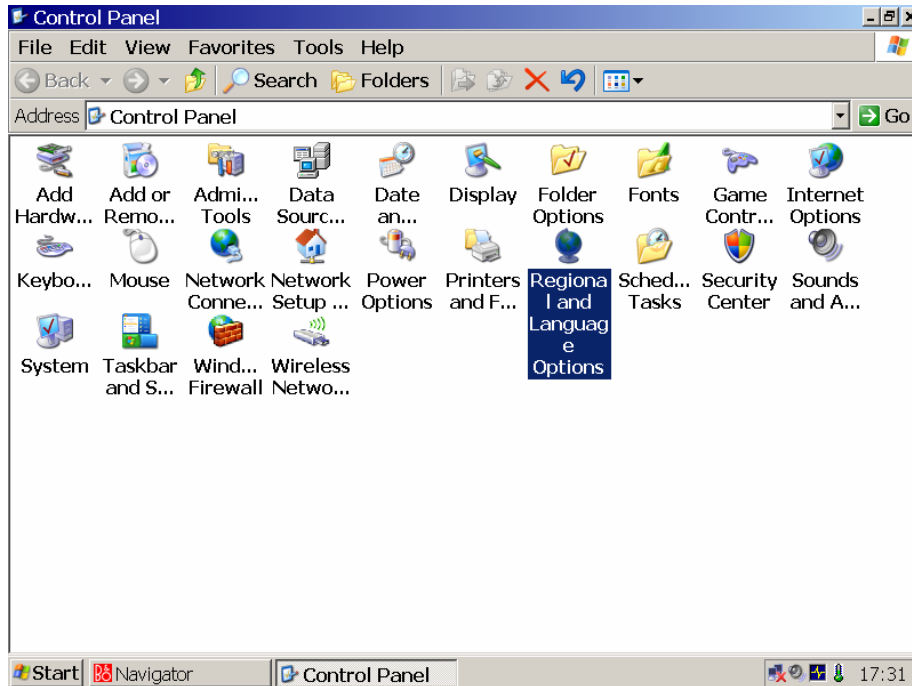 Control Panel
File Edit View Favorites Tools Help
Back Search Folders
Address Control Panel Go
Add Hardw...
Add or Remo...
Admi... Tools
Data Sourc...
Date an...
Display
Folder Options
Fonts
Game Contr...
Internet Options
Keybo...
Mouse
Network Conne...
Network Setup ...
Power Options
Printers and F...
Regional and Language Options
Sched... Tasks
Security Center
Sounds and A...
System
Taskbar and S...
Wind... Firewall
Wireless Netwo...
Start Navigator Control Panel 17:31